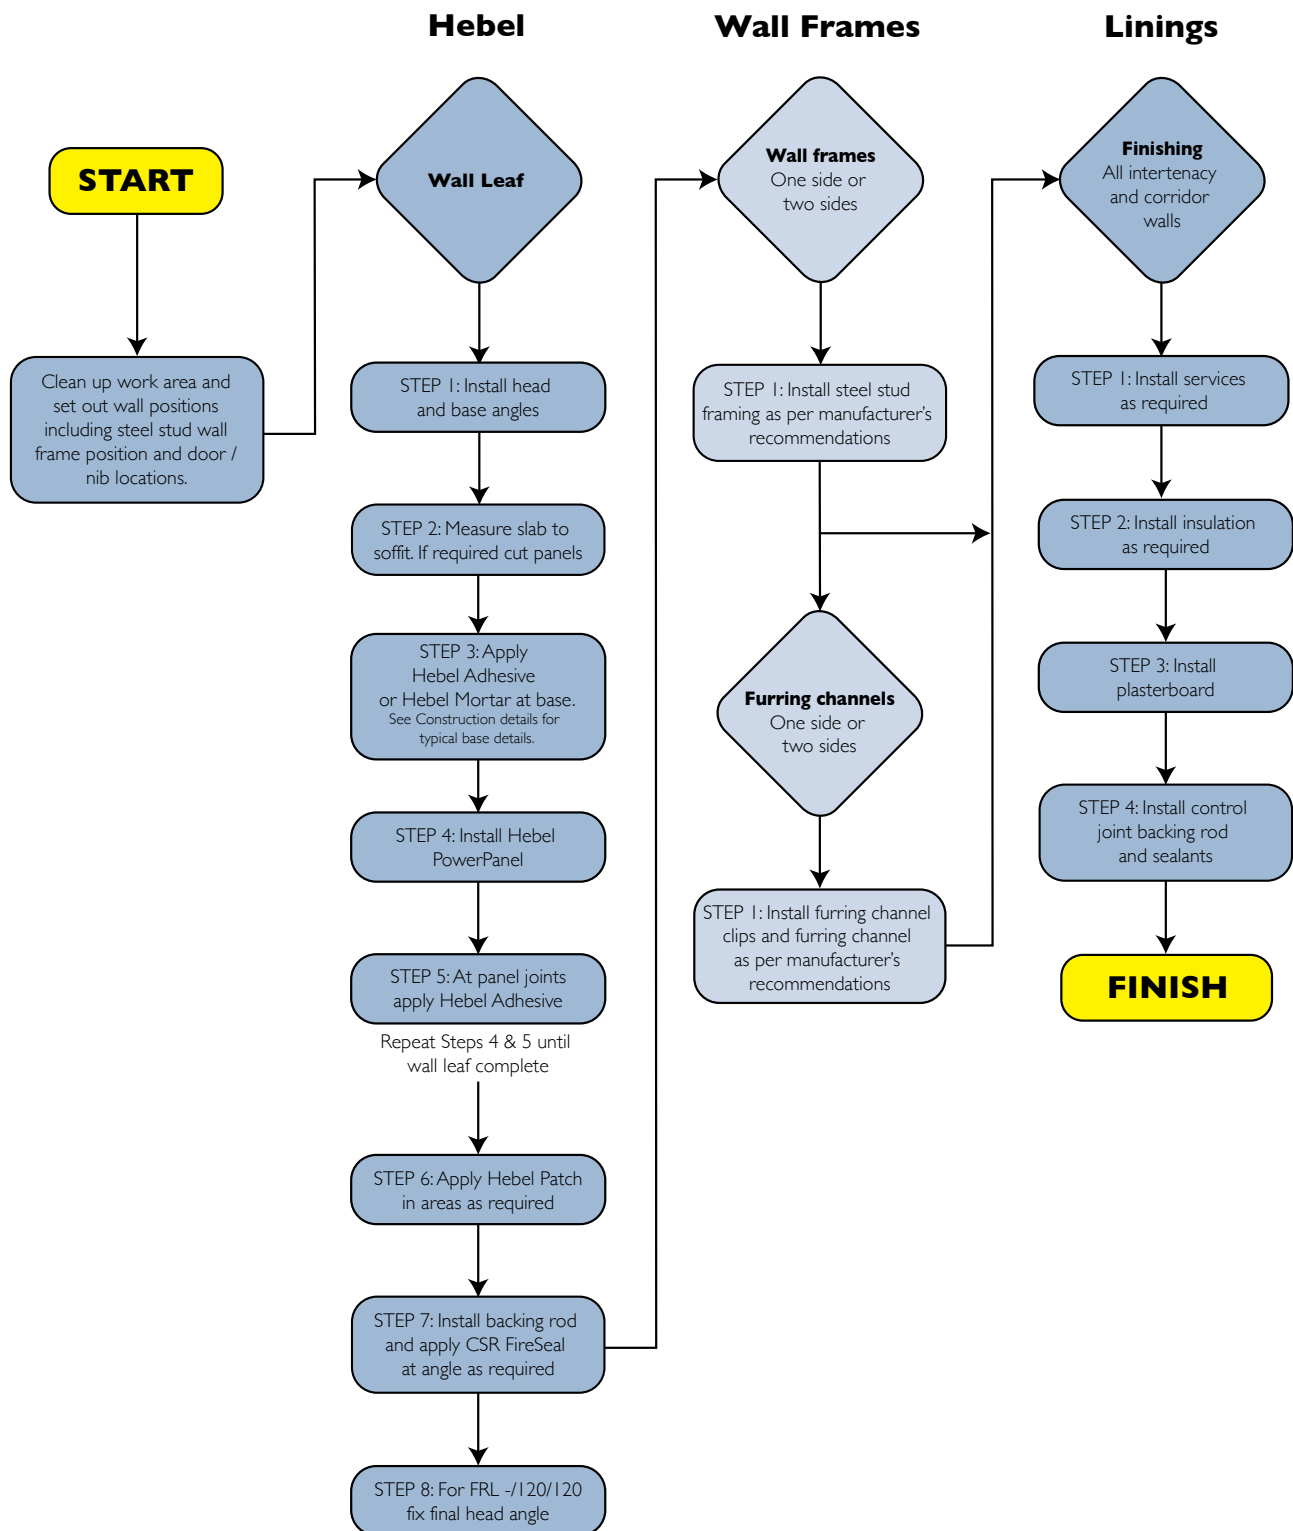 Hebel
Wall Frames
Linings
START
Clean up work area and
set out wall positions
including steel stud wall
frame position and door /
nib locations.
Wall Leaf
STEP 1: Install head
and base angles
STEP 2: Measure slab to
soffit. If required cut panels
STEP 3: Apply
Hebel Adhesive
or Hebel Mortar at base.
See Construction details for
typical base details.
STEP 4: Install Hebel
PowerPanel
STEP 5: At panel joints
apply Hebel Adhesive
Repeat Steps 4 & 5 until
wall leaf complete
STEP 6: Apply Hebel Patch
in areas as required
STEP 7: Install backing rod
and apply CSR FireSeal
at angle as required
STEP 8: For FRL -/120/120
fix final head angle
Wall frames
One side or
two sides
STEP 1: Install steel stud
framing as per manufacturer's
recommendations
Furring channels
One side or
two sides
STEP 1: Install furring channel
clips and furring channel
as per manufacturer's
recommendations
Finishing
All intertenacy
and corridor
walls
STEP 1: Install services
as required
STEP 2: Install insulation
as required
STEP 3: Install
plasterboard
STEP 4: Install control
joint backing rod
and sealants
FINISH